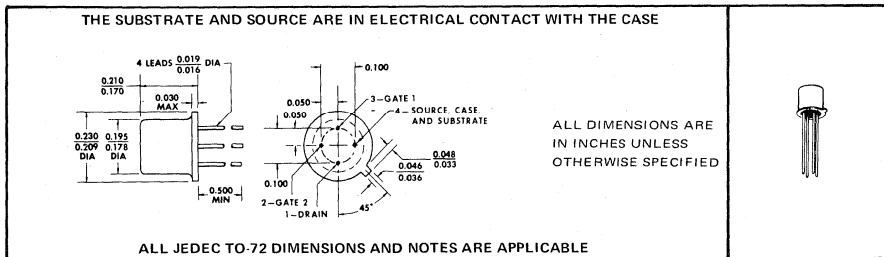 THE SUBSTRATE AND SOURCE ARE IN ELECTRICAL CONTACT WITH THE CASE
4 LEADS 0.019 DIA
0.016
0.210
0.170
0.030
MAX
0.230
0.209
DIA
0.195
0.178
DIA
0.500
MIN
0.100
0.050
0.050
3—GATE 1
4— SOURCE, CASE,
AND SUBSTRATE
0.048
0.033
0.046
0.036
0.100
2—GATE 2
1—DRAIN
45°
ALL DIMENSIONS ARE
IN INCHES UNLESS
OTHERWISE SPECIFIED
ALL JEDEC TO-72 DIMENSIONS AND NOTES ARE APPLICABLE